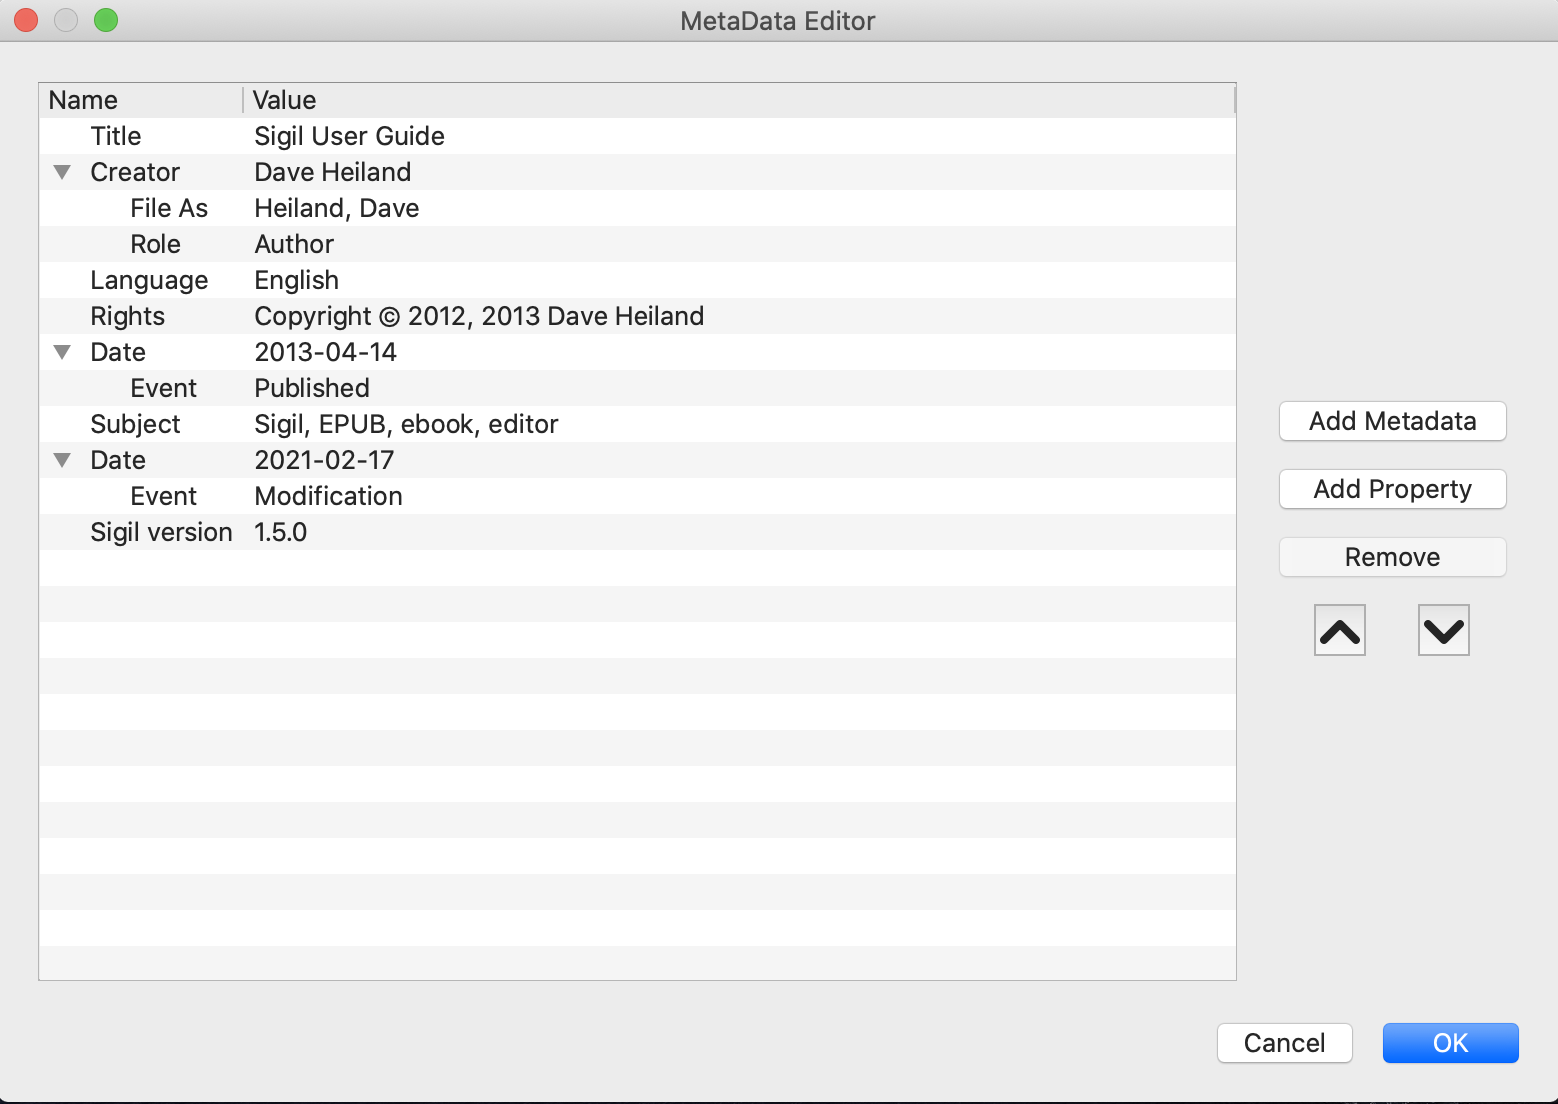 MetaData Editor
Name Value
Title Sigil User Guide
Creator Dave Heiland
File As Heiland, Dave
Role Author
Language English
Rights Copyright © 2012, 2013 Dave Heiland
Date 2013-04-14
Event Published
Subject Sigil, EPUB, ebook, editor
Date 2021-02-17
Event Modification
Sigil version 1.5.0
Add Metadata
Add Property
Remove
Cancel OK